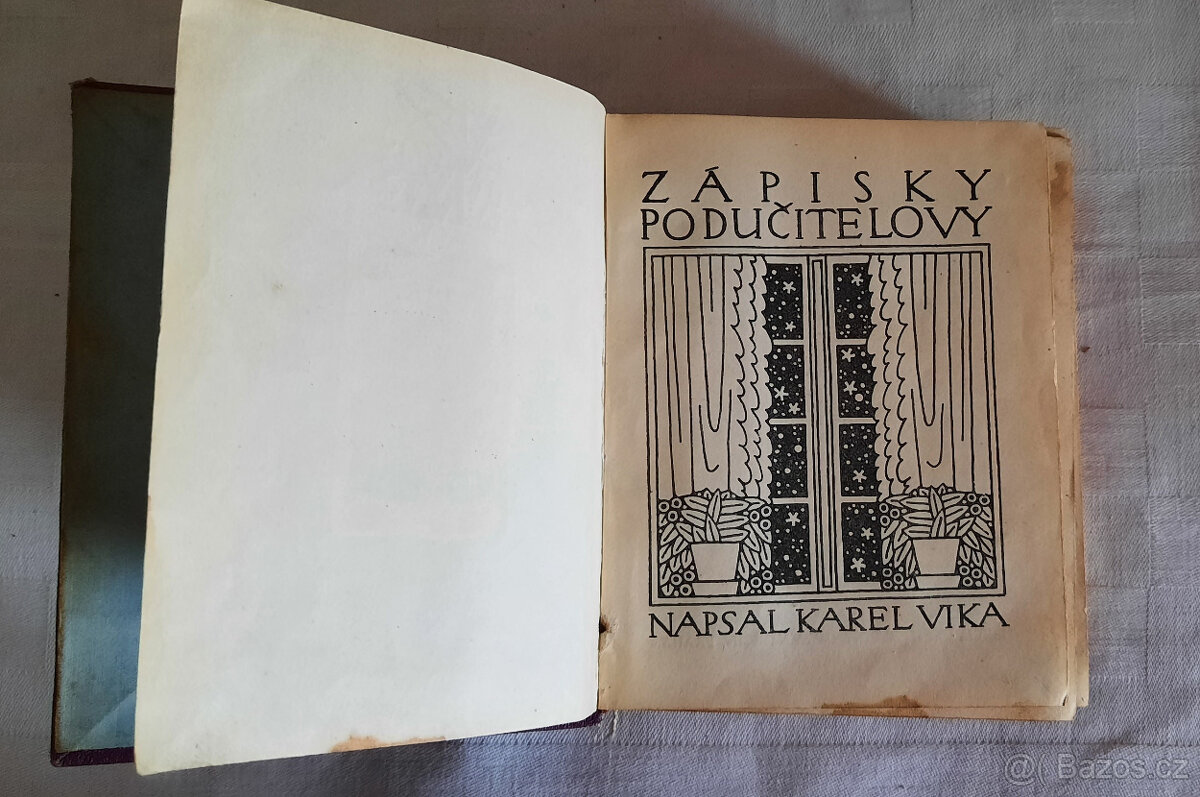 ZÁPISKY
PODUČITELOVY
NAPSAL KAREL VIKA
@( Bazos.cz